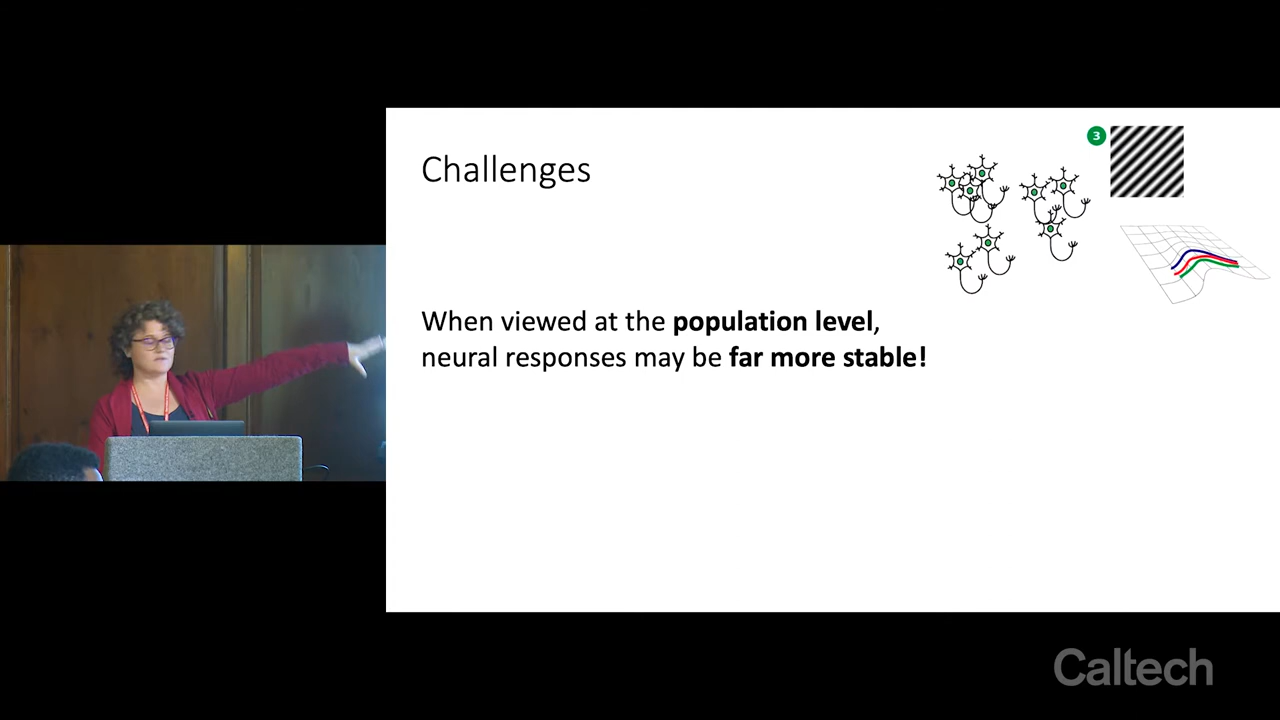 Challenges
3
When viewed at the population level,
neural responses may be far more stable!
Caltech